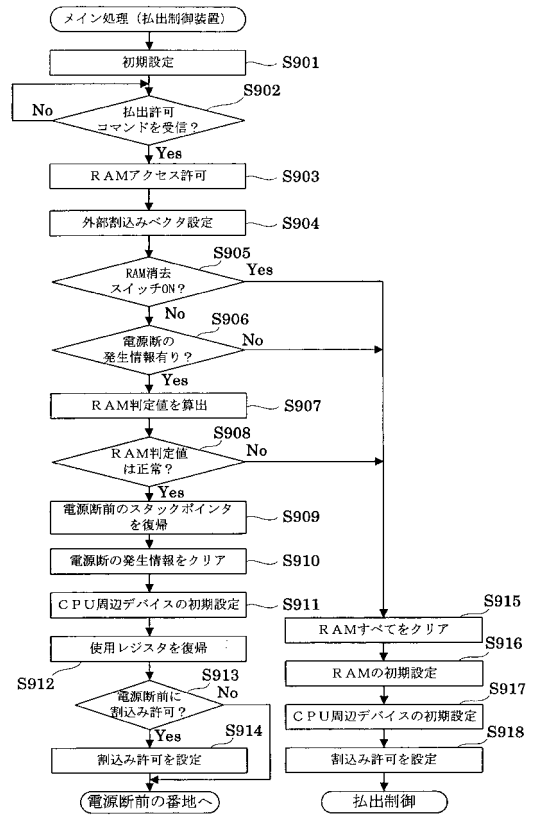 メイン処理（払出制御装置）
初期設定
S901
S902
No
払出許可
コマンドを受信？
Yes
ＲＡＭアクセス許可
S903
外部割込みベクタ設定
S904
S905
RAM消去
スイッチON？
Yes
No
S906
電源断の
発生情報有り？
No
Yes
ＲＡＭ判定値を算出
S907
S908
ＲＡＭ判定値
は正常？
No
Yes
電源断前のスタックポインタ
を復帰
S909
電源断の発生情報をクリア
S910
ＣＰＵ周辺デバイスの初期設定
S911
使用レジスタを復帰
S912
S913
電源断前に
割込み許可？
No
Yes
S914
割込み許可を設定
電源断前の番地へ
S915
ＲＡＭすべてをクリア
S916
ＲＡＭの初期設定
S917
ＣＰＵ周辺デバイスの初期設定
S918
割込み許可を設定
払出制御